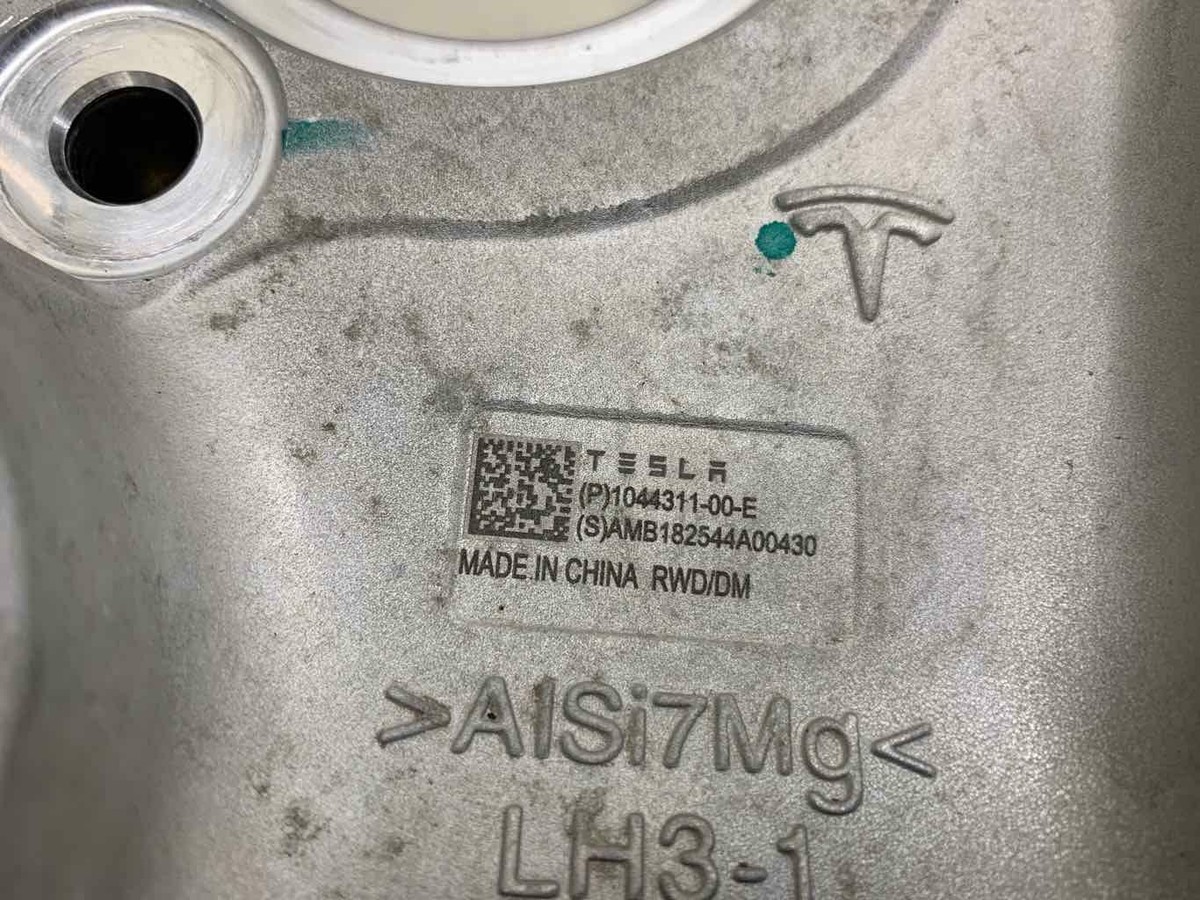 TESLA
(P)1044311-00-E
(S)AMB182544A00430
MADE IN CHINA RWD/DM
>AlSi7Mg<
LH3-1